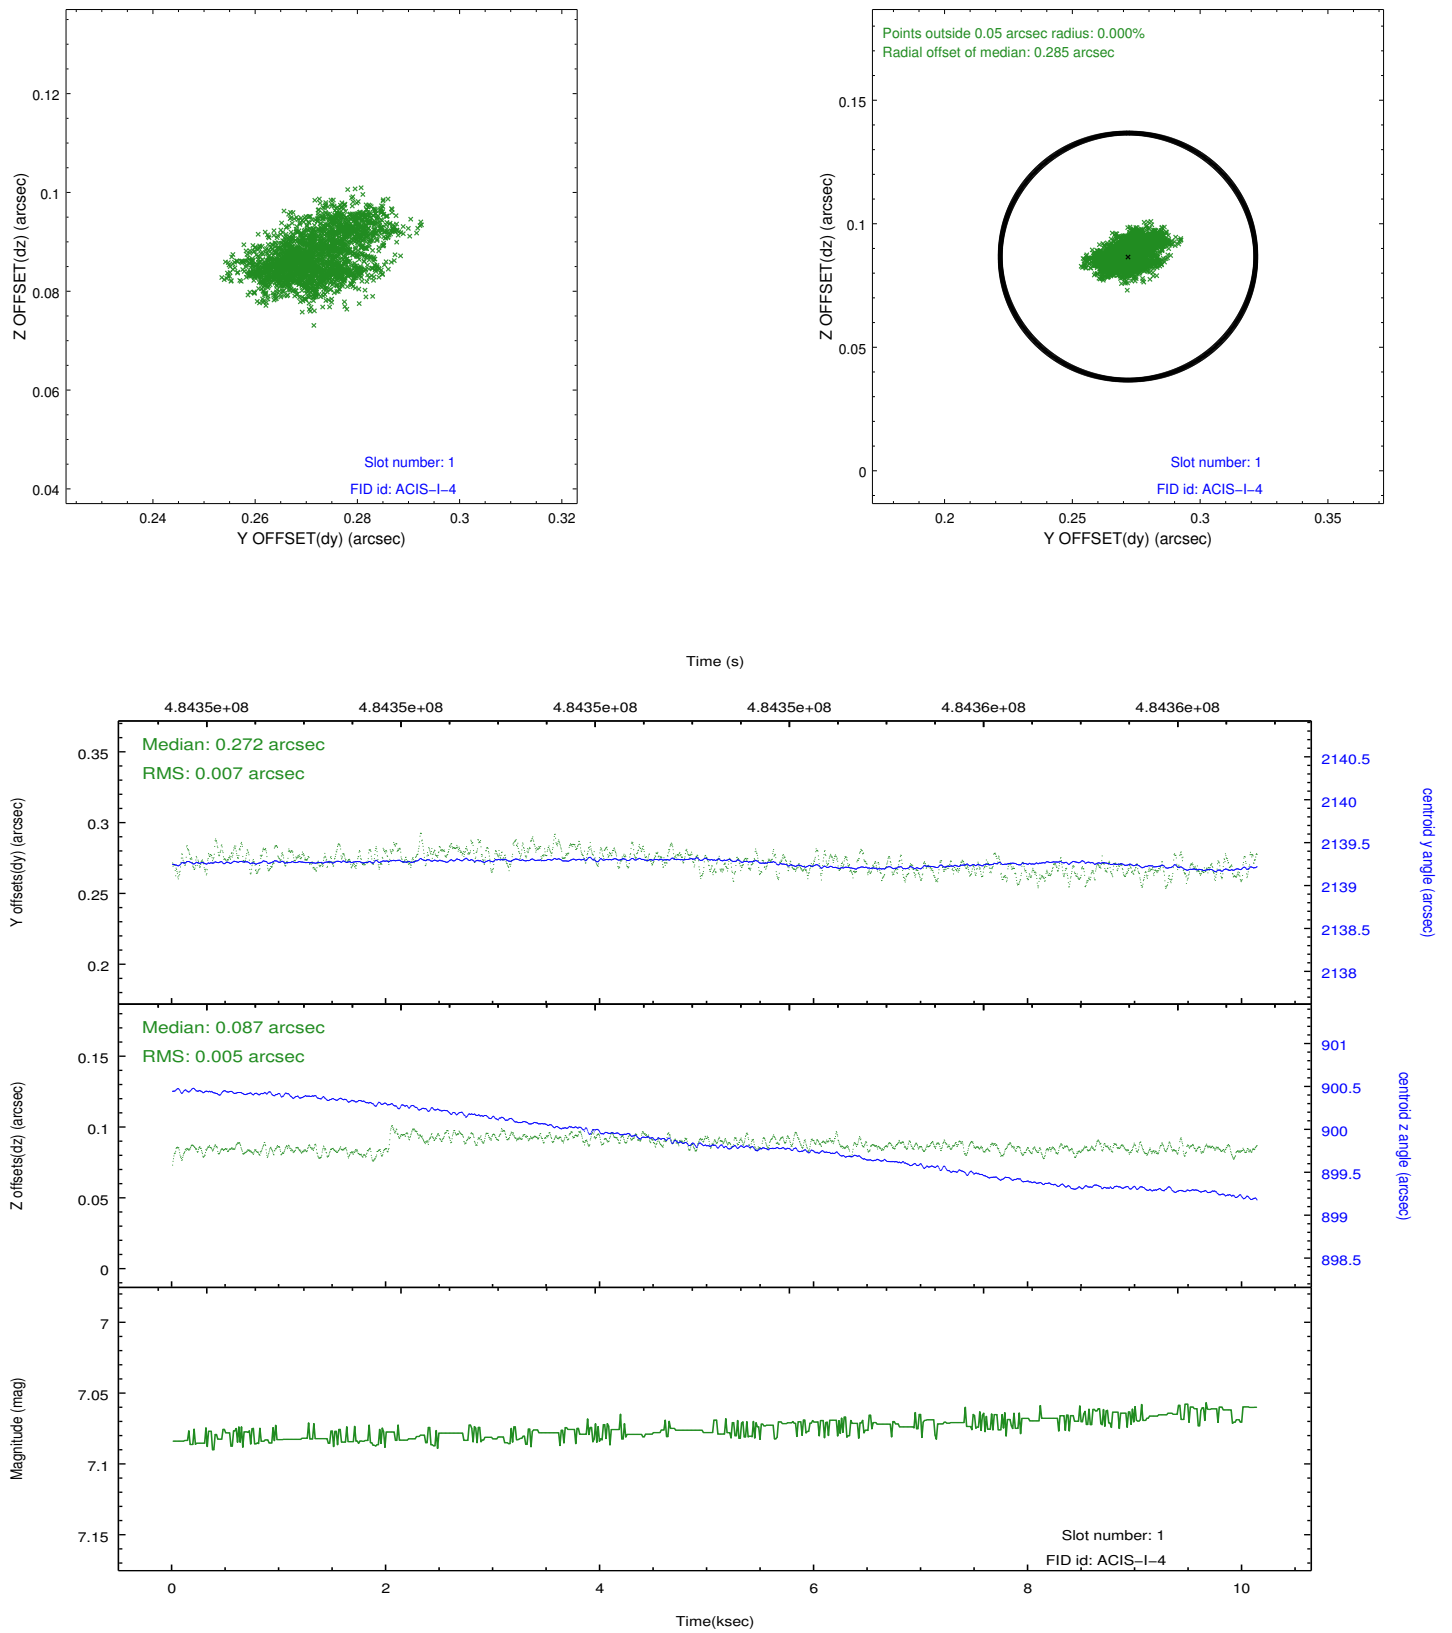 0.12
0.1
0.08
0.06
0.04
Z OFFSET(dz) (arcsec)
Slot number: 1
FID id: ACIS−I−4
0.24 0.26 0.28 0.3 0.32
Y OFFSET(dy) (arcsec)
Points outside 0.05 arcsec radius: 0.000%
Radial offset of median: 0.285 arcsec
0.15
0.1
0.05
0
Z OFFSET(dz) (arcsec)
Slot number: 1
FID id: ACIS−I−4
0.2 0.25 0.3 0.35
Y OFFSET(dy) (arcsec)
Time (s)
4.8435e+08 4.8435e+08 4.8435e+08 4.8435e+08 4.8436e+08 4.8436e+08
Median: 0.272 arcsec
RMS: 0.007 arcsec
0.35
0.3
0.25
0.2
Y offsets(dy) (arcsec)
2140.5
2140
2139.5
2139
2138.5
2138
centroid y angle (arcsec)
Median: 0.087 arcsec
RMS: 0.005 arcsec
0.15
0.1
0.05
0
Z offsets(dz) (arcsec)
901
900.5
900
899.5
899
898.5
centroid z angle (arcsec)
7
7.05
7.1
7.15
Magnitude (mag)
Slot number: 1
FID id: ACIS−I−4
0 2 4 6 8 10
Time(ksec)